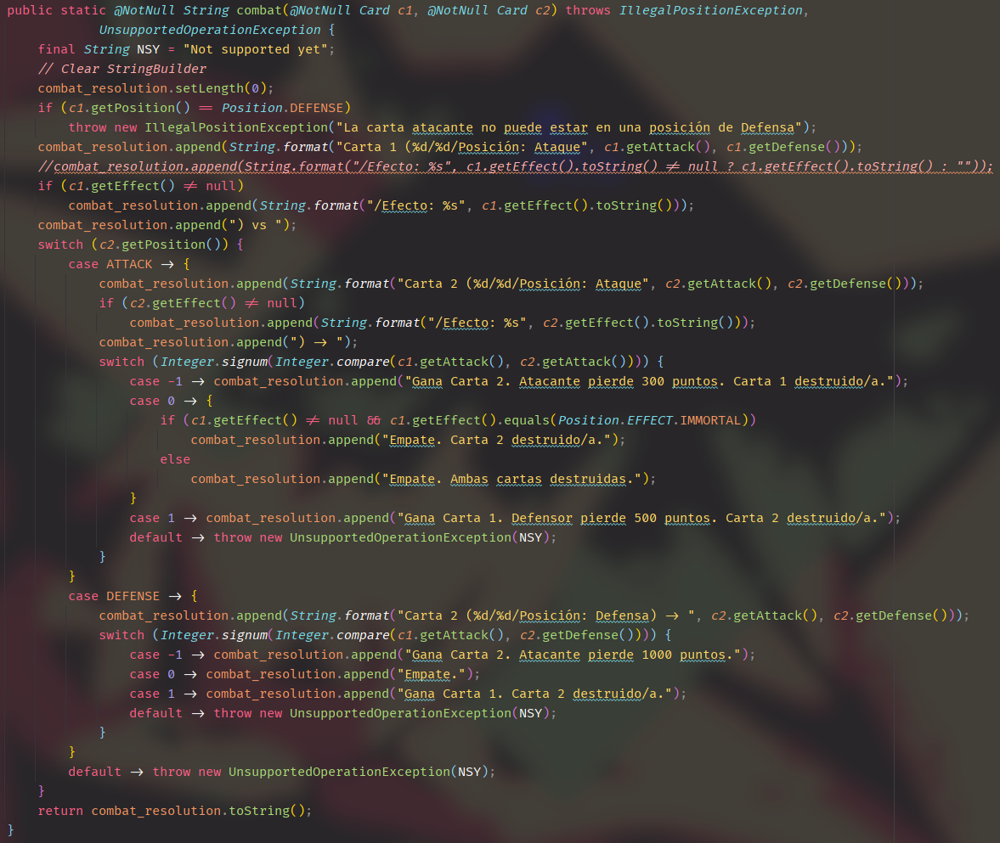 public static @NotNull String combat(@NotNull Card c1, @NotNull Card c2) throws IllegalPositionException,
            UnsupportedOperationException {
    final String NSY = "Not supported yet";
    // Clear StringBuilder
    combat_resolution.setLength(0);
    if (c1.getPosition() == Position.DEFENSE)
        throw new IllegalPositionException("La carta atacante no puede estar en una posición de Defensa");
    combat_resolution.append(String.format("Carta 1 (%d/%d/Posición: Ataque", c1.getAttack(), c1.getDefense()));
    //combat_resolution.append(String.format("/Efecto: %s", c1.getEffect().toString() != null ? c1.getEffect().toString() : ""));
    if (c1.getEffect() != null)
        combat_resolution.append(String.format("/Efecto: %s", c1.getEffect().toString()));
    combat_resolution.append(") vs ");
    switch (c2.getPosition()) {
        case ATTACK -> {
            combat_resolution.append(String.format("Carta 2 (%d/%d/Posición: Ataque", c2.getAttack(), c2.getDefense()));
            if (c2.getEffect() != null)
                combat_resolution.append(String.format("/Efecto: %s", c2.getEffect().toString()));
            combat_resolution.append(") -> ");
            switch (Integer.signum(Integer.compare(c1.getAttack(), c2.getAttack()))) {
                case -1 -> combat_resolution.append("Gana Carta 2. Atacante pierde 300 puntos. Carta 1 destruido/a.");
                case 0 -> {
                    if (c1.getEffect() != null && c1.getEffect().equals(Position.EFFECT.IMMORTAL))
                        combat_resolution.append("Empate. Carta 2 destruido/a.");
                    else
                        combat_resolution.append("Empate. Ambas cartas destruidas.");
                }
                case 1 -> combat_resolution.append("Gana Carta 1. Defensor pierde 500 puntos. Carta 2 destruido/a.");
                default -> throw new UnsupportedOperationException(NSY);
            }
        }
        case DEFENSE -> {
            combat_resolution.append(String.format("Carta 2 (%d/%d/Posición: Defensa) -> ", c2.getAttack(), c2.getDefense()));
            switch (Integer.signum(Integer.compare(c1.getAttack(), c2.getDefense()))) {
                case -1 -> combat_resolution.append("Gana Carta 2. Atacante pierde 1000 puntos.");
                case 0 -> combat_resolution.append("Empate.");
                case 1 -> combat_resolution.append("Gana Carta 1. Carta 2 destruido/a.");
                default -> throw new UnsupportedOperationException(NSY);
            }
        }
        default -> throw new UnsupportedOperationException(NSY);
    }
    return combat_resolution.toString();
}